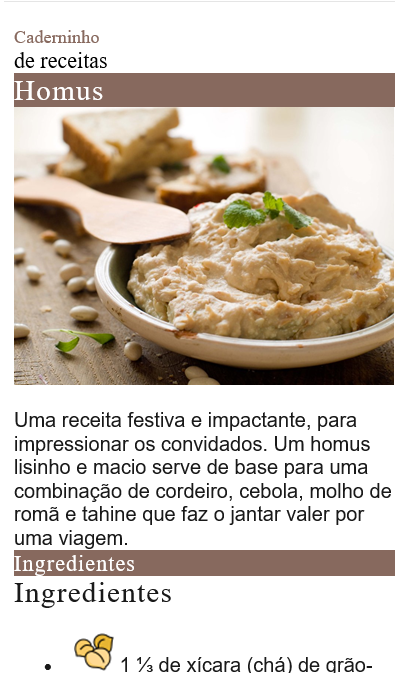 Caderninho
de receitas
Homus
Uma receita festiva e impactante, para
impressionar os convidados. Um homus
lisinho e macio serve de base para uma
combinação de cordeiro, cebola, molho de
romã e tahine que faz o jantar valer por
uma viagem.
Ingredientes
Ingredientes
• 1 ⅓ de xícara (chá) de grão-